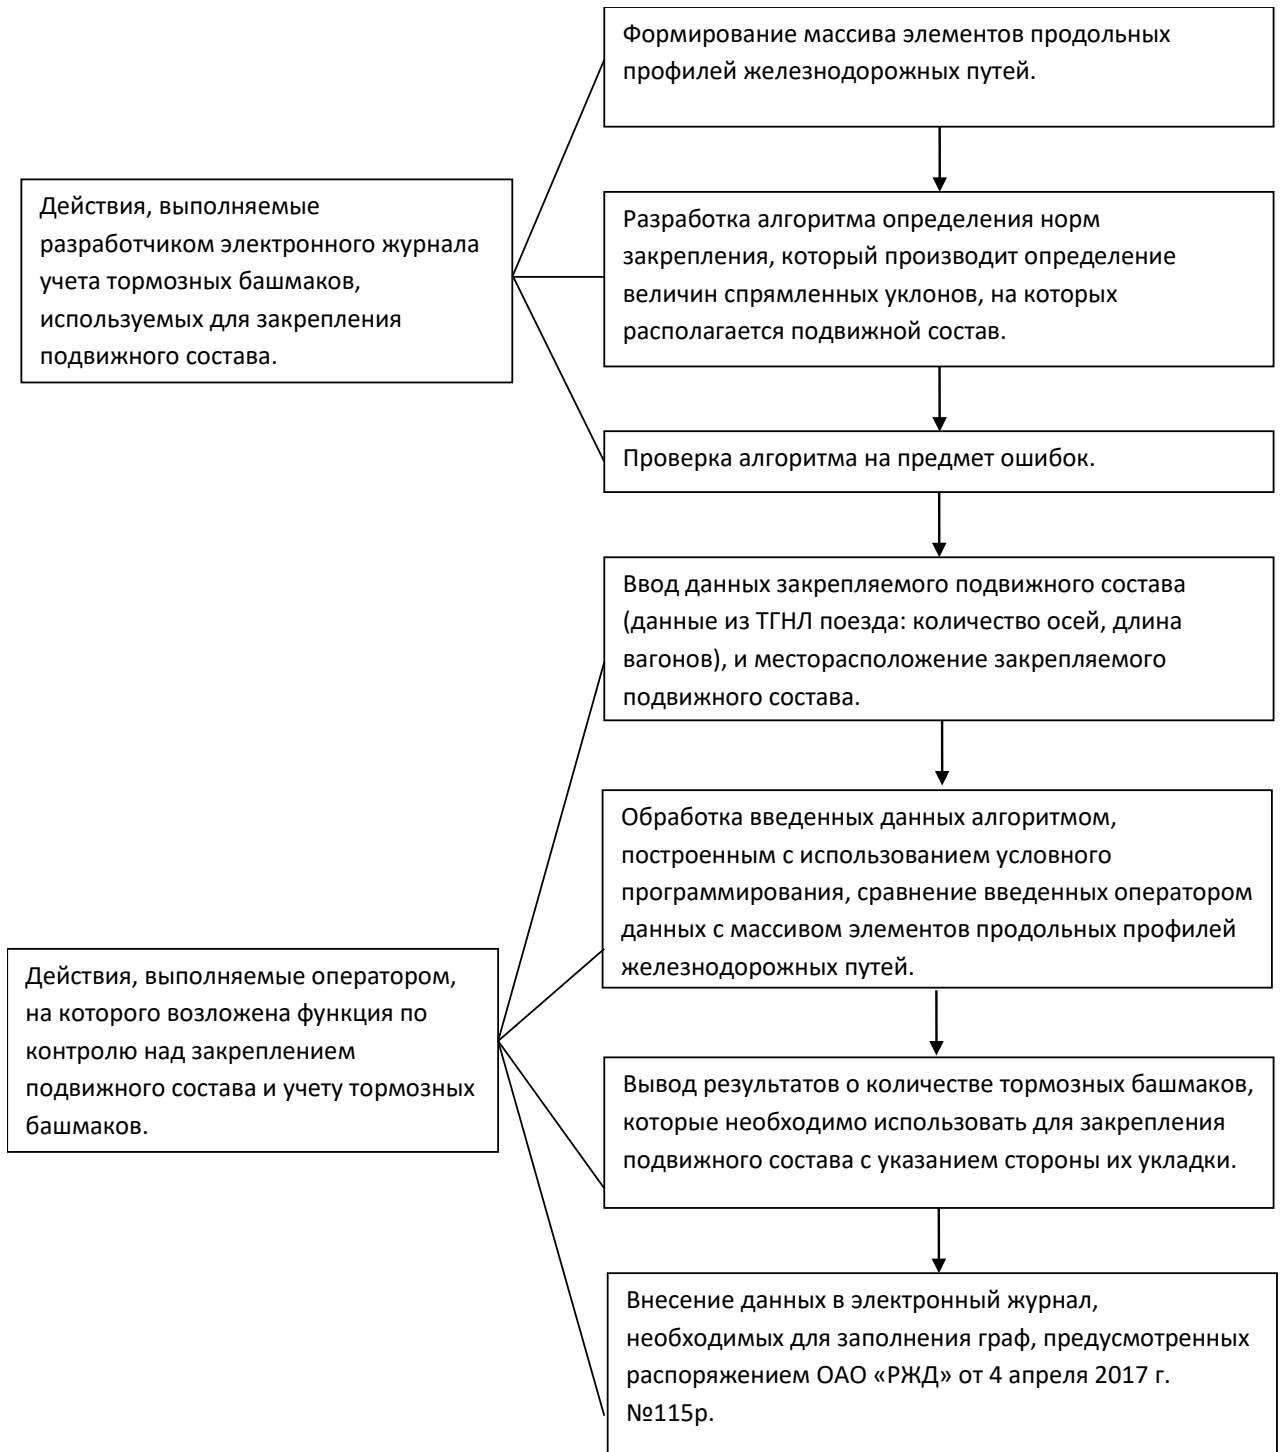 Формирование массива элементов продольных
профилей железнодорожных путей.
Действия, выполняемые
разработчиком электронного журнала
учета тормозных башмаков,
используемых для закрепления
подвижного состава.
Разработка алгоритма определения норм
закрепления, который производит определение
величин спрямленных уклонов, на которых
располагается подвижной состав.
Проверка алгоритма на предмет ошибок.
Ввод данных закрепляемого подвижного состава
(данные из ТГНЛ поезда: количество осей, длина
вагонов), и месторасположение закрепляемого
подвижного состава.
Обработка введенных данных алгоритмом,
построенным с использованием условного
программирования, сравнение введенных оператором
данных с массивом элементов продольных профилей
железнодорожных путей.
Действия, выполняемые оператором,
на которого возложена функция по
контролю над закреплением
подвижного состава и учету тормозных
башмаков.
Вывод результатов о количестве тормозных башмаков,
которые необходимо использовать для закрепления
подвижного состава с указанием стороны их укладки.
Внесение данных в электронный журнал,
необходимых для заполнения граф, предусмотренных
распоряжением ОАО «РЖД» от 4 апреля 2017 г.
№115р.